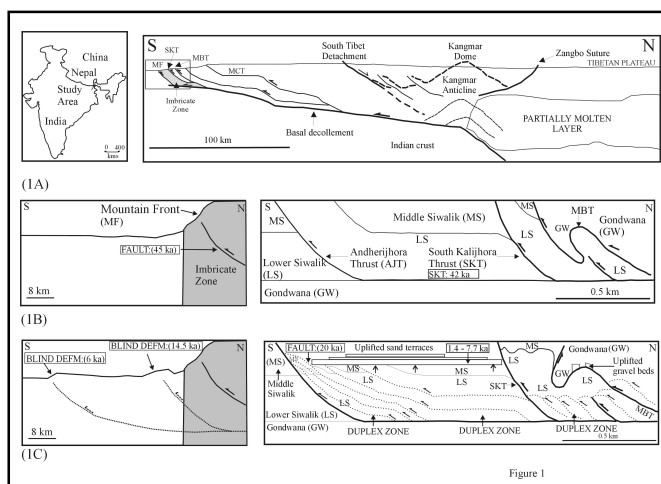 China
Nepal
Study
Area
India
0 400
kms
S
N
SKT
MBT
MF
MCT
Imbricate
Zone
South Tibet
Detachment
Kangmar
Dome
Zangbo Suture
TIBETAN PLATEAU
Kangmar
Anticline
PARTIALLY MOLTEN
LAYER
100 km
Basal decollement
Indian crust
(1A)
S
N
Mountain Front
(MF)
FAULT:(45 ka)
Imbricate
Zone
8 km
S
N
MS
Middle Siwalik (MS)
MS
MBT
Gondwana
(GW)
GW
LS
LS
LS
Lower Siwalik
(LS)
Andherijhora
Thrust (AJT)
South Kalijhora
Thrust (SKT)
SKT: 42 ka
Gondwana (GW)
0.5 km
(1B)
S
N
BLIND DEFM:(14.5 ka)
BLIND DEFM:(6 ka)
8 km
S
N
FAULT:(20 ka)
Uplifted sand terraces
1.4 - 7.7 ka
MS
Gondwana (GW)
(MS)
Middle
Siwalik
MS
MS
LS
LS
LS
GW
LS
Uplifted
gravel beds
SKT
LS
LS
LS
MBT
Lower Siwalik (LS)
Gondwana (GW)
DUPLEX ZONE
DUPLEX ZONE
DUPLEX ZONE
0.5 km
(1C)
Figure 1